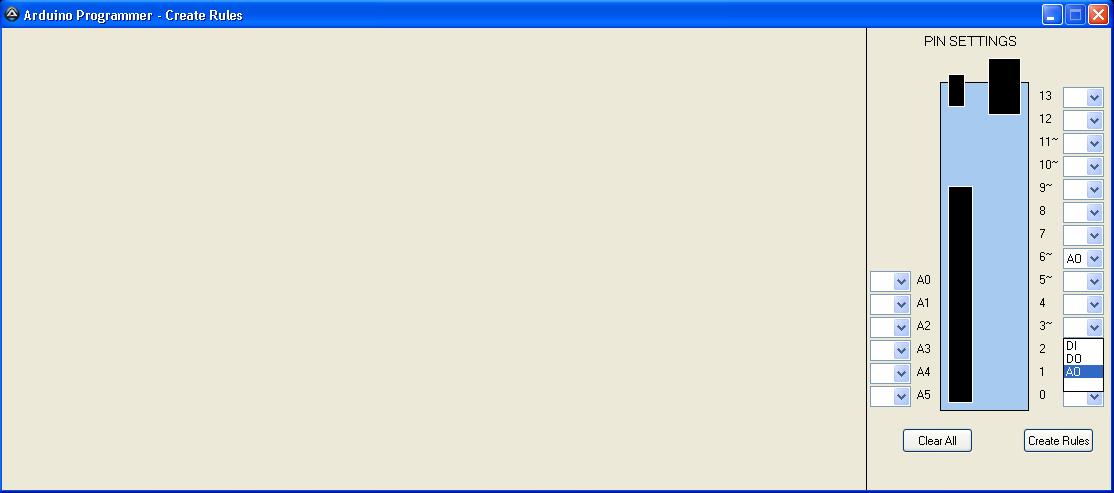 Arduino Programmer - Create Rules
PIN SETTINGS
13
12
11~
10~
9~
8
7
6~ AO
A0 5~
A1 4
A2 3~
A3 2 DI
DO
A4 1 AO
A5 0
Clear All Create Rules